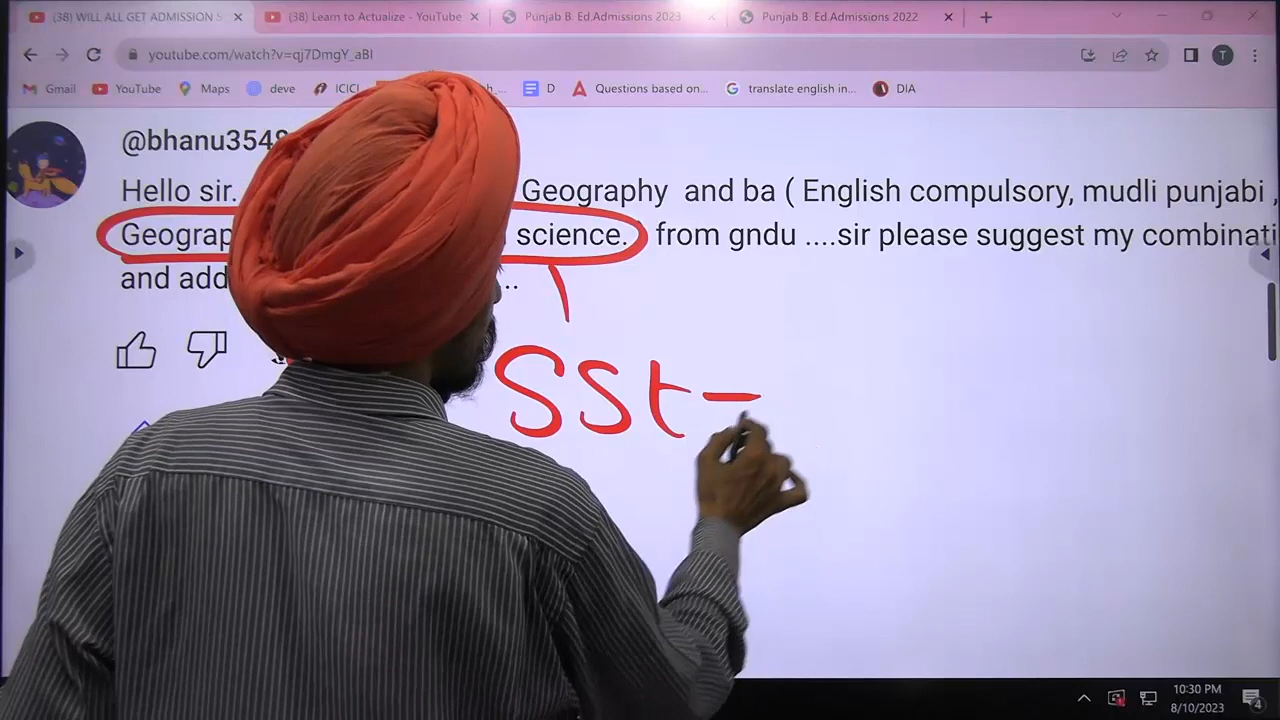 (38) WILL ALL GET ADMISSION S
(38) Learn to Actualize - YouTube
Punjab B. Ed.Admissions 2023
Punjab B. Ed.Admissions 2022
youtube.com/watch?v=qj7DmgY_aBI
T
Gmail YouTube Maps deve ICICI D Questions based on... translate english in... DIA
@bhanu3548
Hello sir. Geography and ba ( English compulsory, mudli punjabi ,
science. from gndu ....sir please suggest my
and
SSt-
10:30 PM
8/10/2023
4